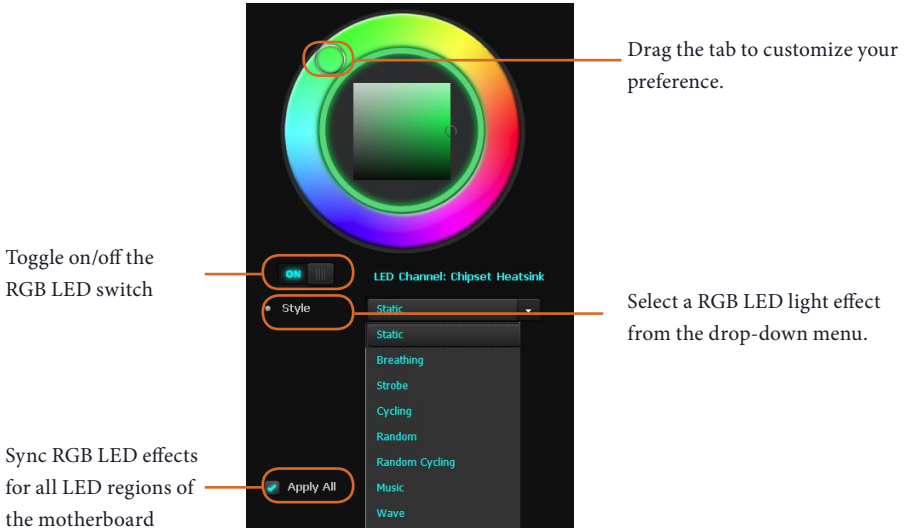 Drag the tab to customize your
preference.
Toggle on/off the
RGB LED switch
ON
LED Channel: Chipset Heatsink
Style
Static
Select a RGB LED light effect
from the drop-down menu.
Static
Breathing
Strobe
Cycling
Random
Random Cycling
Music
Wave
Sync RGB LED effects
for all LED regions of
the motherboard
Apply All